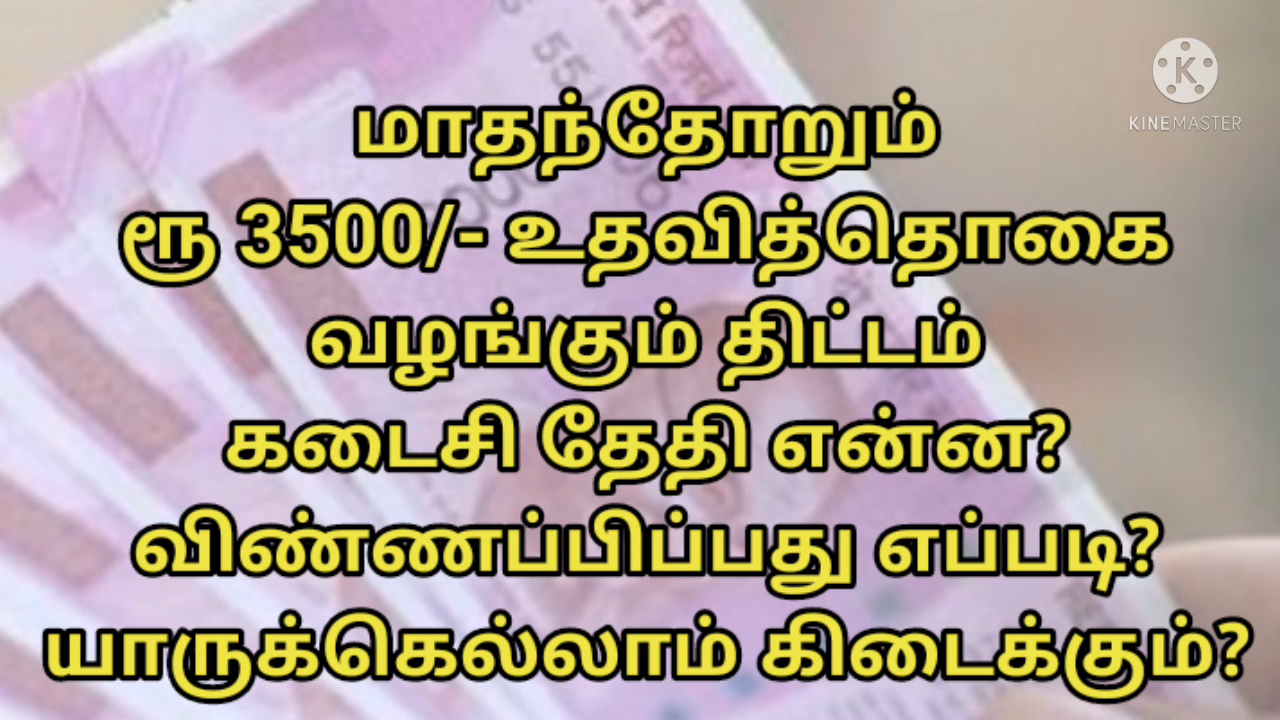 KINEMASTER
மாதந்தோறும்
ரூ 3500/- உதவித்தொகை
வழங்கும் திட்டம்
கடைசி தேதி என்ன?
விண்ணப்பிப்பது எப்படி?
யாருக்கெல்லாம் கிடைக்கும்?